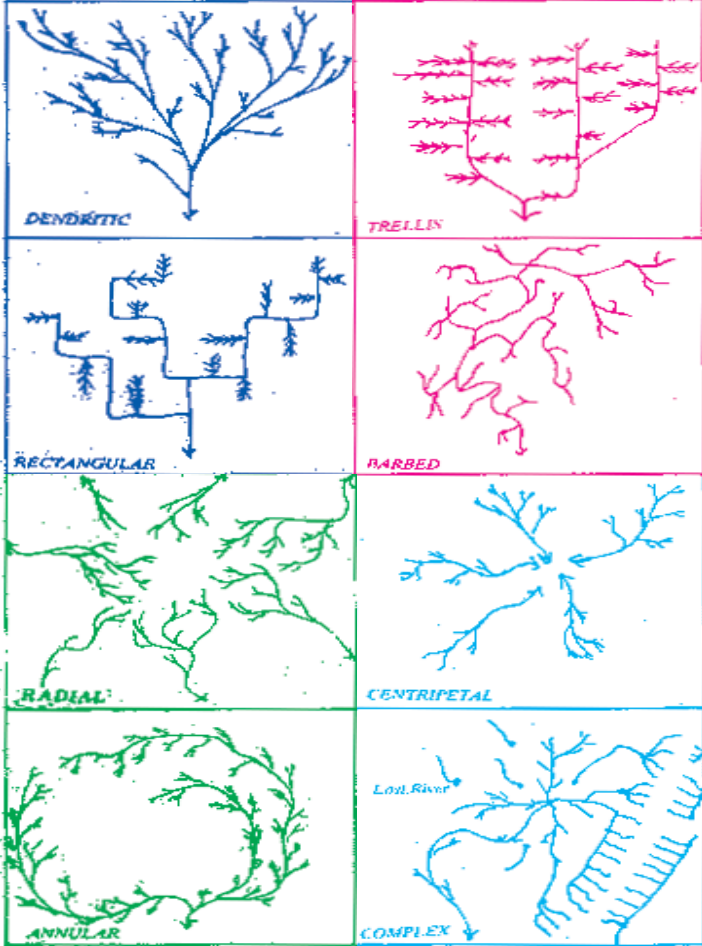 DENDRITIC
TRELLIS
RECTANGULAR
BARBED
RADIAL
CENTRIPETAL
Lost River
ANNULAR
COMPLEX